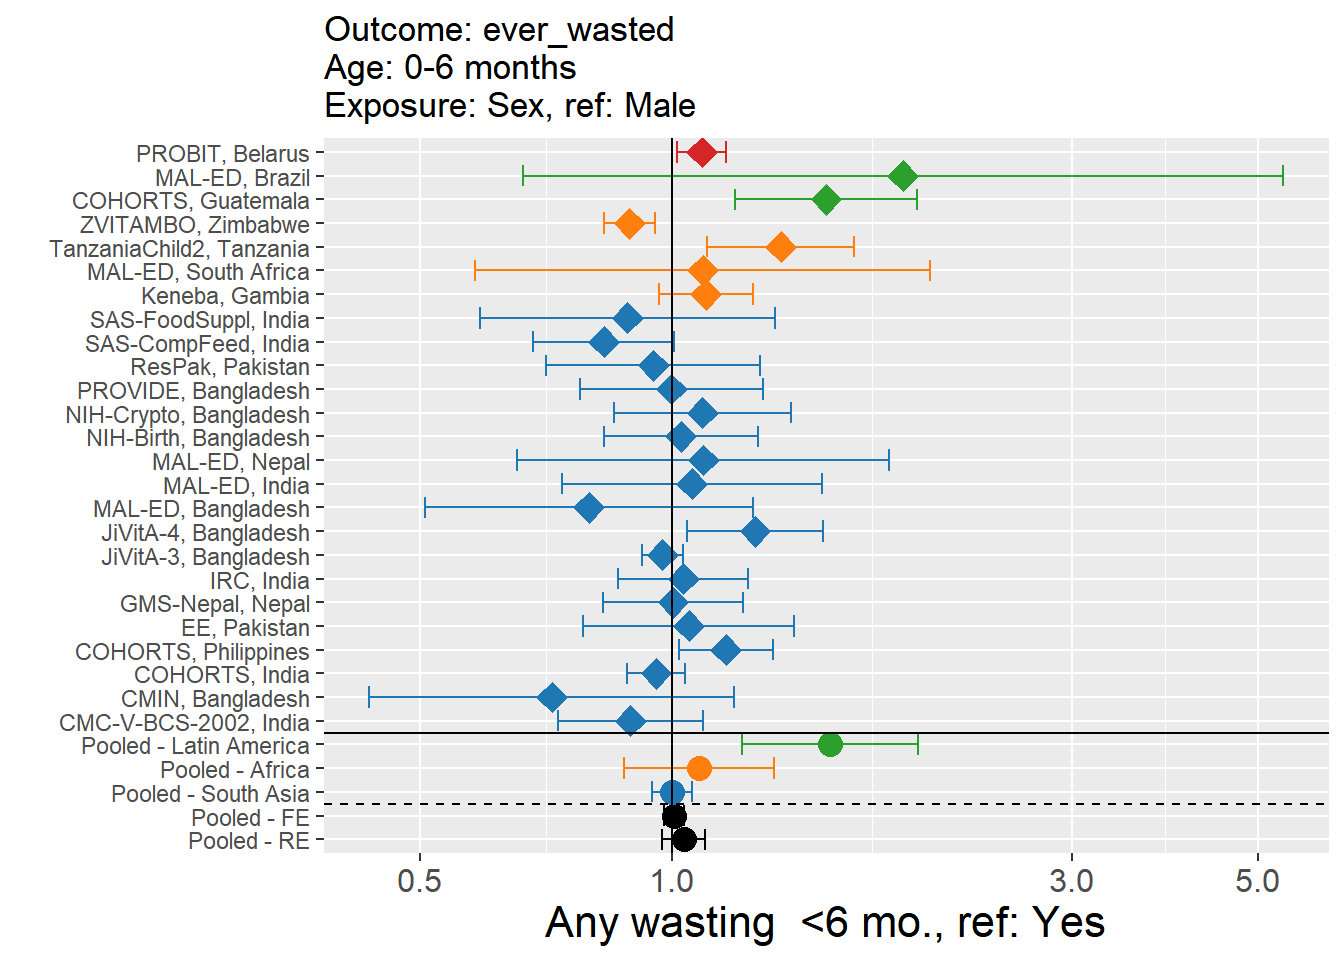 Outcome: ever_wasted
Age: 0-6 months
Exposure: Sex, ref: Male
PROBIT, Belarus
MAL-ED, Brazil
COHORTS, Guatemala
ZVITAMBO, Zimbabwe
TanzaniaChild2, Tanzania
MAL-ED, South Africa
Keneba, Gambia
SAS-FoodSuppl, India
SAS-CompFeed, India
ResPak, Pakistan
PROVIDE, Bangladesh
NIH-Crypto, Bangladesh
NIH-Birth, Bangladesh
MAL-ED, Nepal
MAL-ED, India
MAL-ED, Bangladesh
JiVitA-4, Bangladesh
JiVitA-3, Bangladesh
IRC, India
GMS-Nepal, Nepal
EE, Pakistan
COHORTS, Philippines
COHORTS, India
CMIN, Bangladesh
CMC-V-BCS-2002, India
Pooled - Latin America
Pooled - Africa
Pooled - South Asia
Pooled - FE
Pooled - RE
0.5 1.0 3.0 5.0
Any wasting  <6 mo., ref: Yes